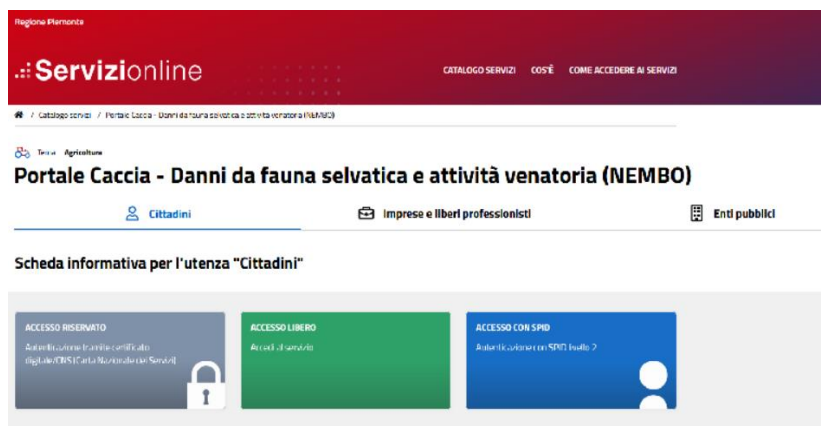 Regione Piemonte
.:: Servizionline
CATALOGO SERVIZI COS'È COME ACCEDERE AI SERVIZI
/ Catalogo servizi / Portale Caccia - Danni da fauna selvatica e attività venatoria (NEMBO)
Tema Agricoltura
Portale Caccia - Danni da fauna selvatica e attività venatoria (NEMBO)
Cittadini Imprese e liberi professionisti Enti pubblici
Scheda informativa per l'utenza "Cittadini"
ACCESSO RISERVATO
Autenticazione tramite certificato
digitale/CNS (Carta Nazionale dei Servizi)
ACCESSO LIBERO
Accedi al servizio
ACCESSO CON SPID
Autenticazione con SPID livello 2